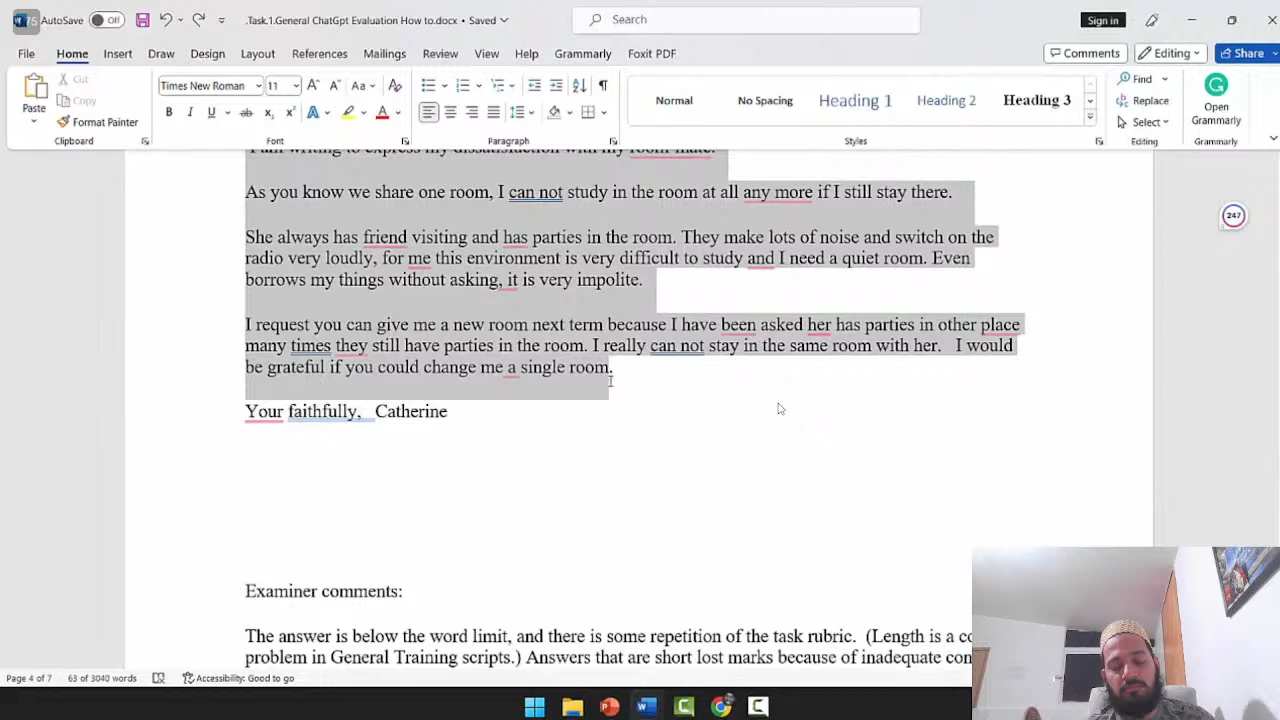 AutoSave Off .Task.1.General ChatGpt Evaluation How to.docx • Saved Search Sign in
File Home Insert Draw Design Layout References Mailings Review View Help Grammarly Foxit PDF Comments Editing Share
Paste Cut Copy Format Painter
Times New Roman 11
Normal No Spacing Heading 1 Heading 2 Heading 3
Find Replace Select
Open Grammarly
Clipboard Font Paragraph Styles Editing Grammarly
I am writing to express my dissatisfaction with my room mate.
As you know we share one room, I can not study in the room at all any more if I still stay there.
She always has friend visiting and has parties in the room. They make lots of noise and switch on the
radio very loudly, for me this environment is very difficult to study and I need a quiet room. Even
borrows my things without asking, it is very impolite.
I request you can give me a new room next term because I have been asked her has parties in other place
many times they still have parties in the room. I really can not stay in the same room with her. I would
be grateful if you could change me a single room.
Your faithfully, Catherine
247
Examiner comments:
The answer is below the word limit, and there is some repetition of the task rubric. (Length is a co
problem in General Training scripts.) Answers that are short lost marks because of inadequate con
Page 4 of 7 63 of 3040 words Accessibility: Good to go